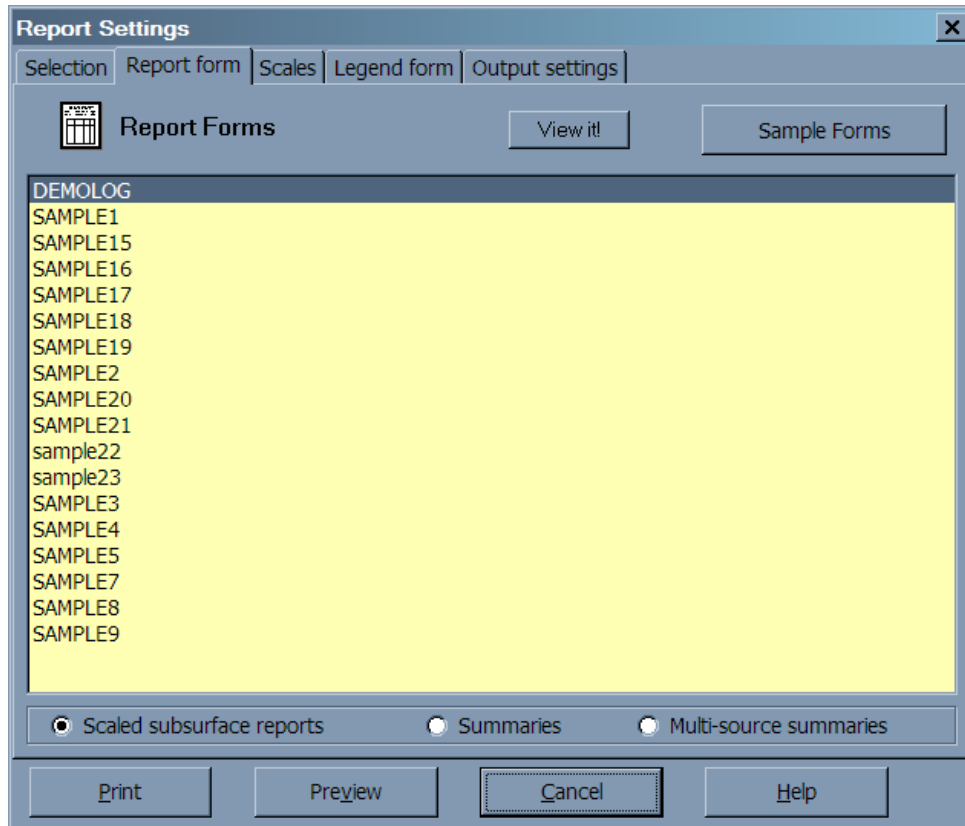 Report Settings
Selection Report form Scales Legend form Output settings
Report Forms View it! Sample Forms
DEMOLOG
SAMPLE1
SAMPLE15
SAMPLE16
SAMPLE17
SAMPLE18
SAMPLE19
SAMPLE2
SAMPLE20
SAMPLE21
sample22
sample23
SAMPLE3
SAMPLE4
SAMPLE5
SAMPLE7
SAMPLE8
SAMPLE9
Scaled subsurface reports Summaries Multi-source summaries
Print Preview Cancel Help